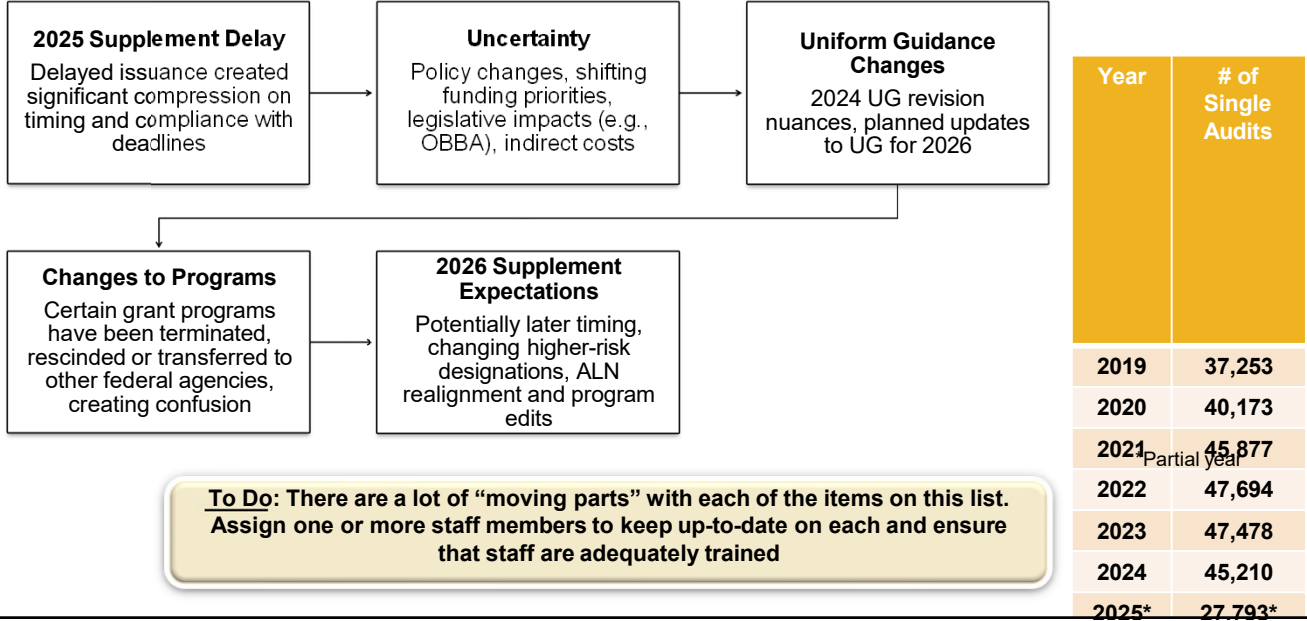 2025 Supplement Delay
Delayed issuance created
significant compression on
timing and compliance with
deadlines
Uncertainty
Policy changes, shifting
funding priorities,
legislative impacts (e.g.,
OBBA), indirect costs
Uniform Guidance
Changes
2024 UG revision
nuances, planned updates
to UG for 2026
Changes to Programs
Certain grant programs
have been terminated,
rescinded or transferred to
other federal agencies,
creating confusion
2026 Supplement
Expectations
Potentially later timing,
changing higher-risk
designations, ALN
realignment and program
edits
To Do: There are a lot of “moving parts” with each of the items on this list.
Assign one or more staff members to keep up-to-date on each and ensure
that staff are adequately trained
Year # of
Single
Audits
2019 37,253
2020 40,173
2021 45,877
*Partial year
2022 47,694
2023 47,478
2024 45,210
2025* 27,793*